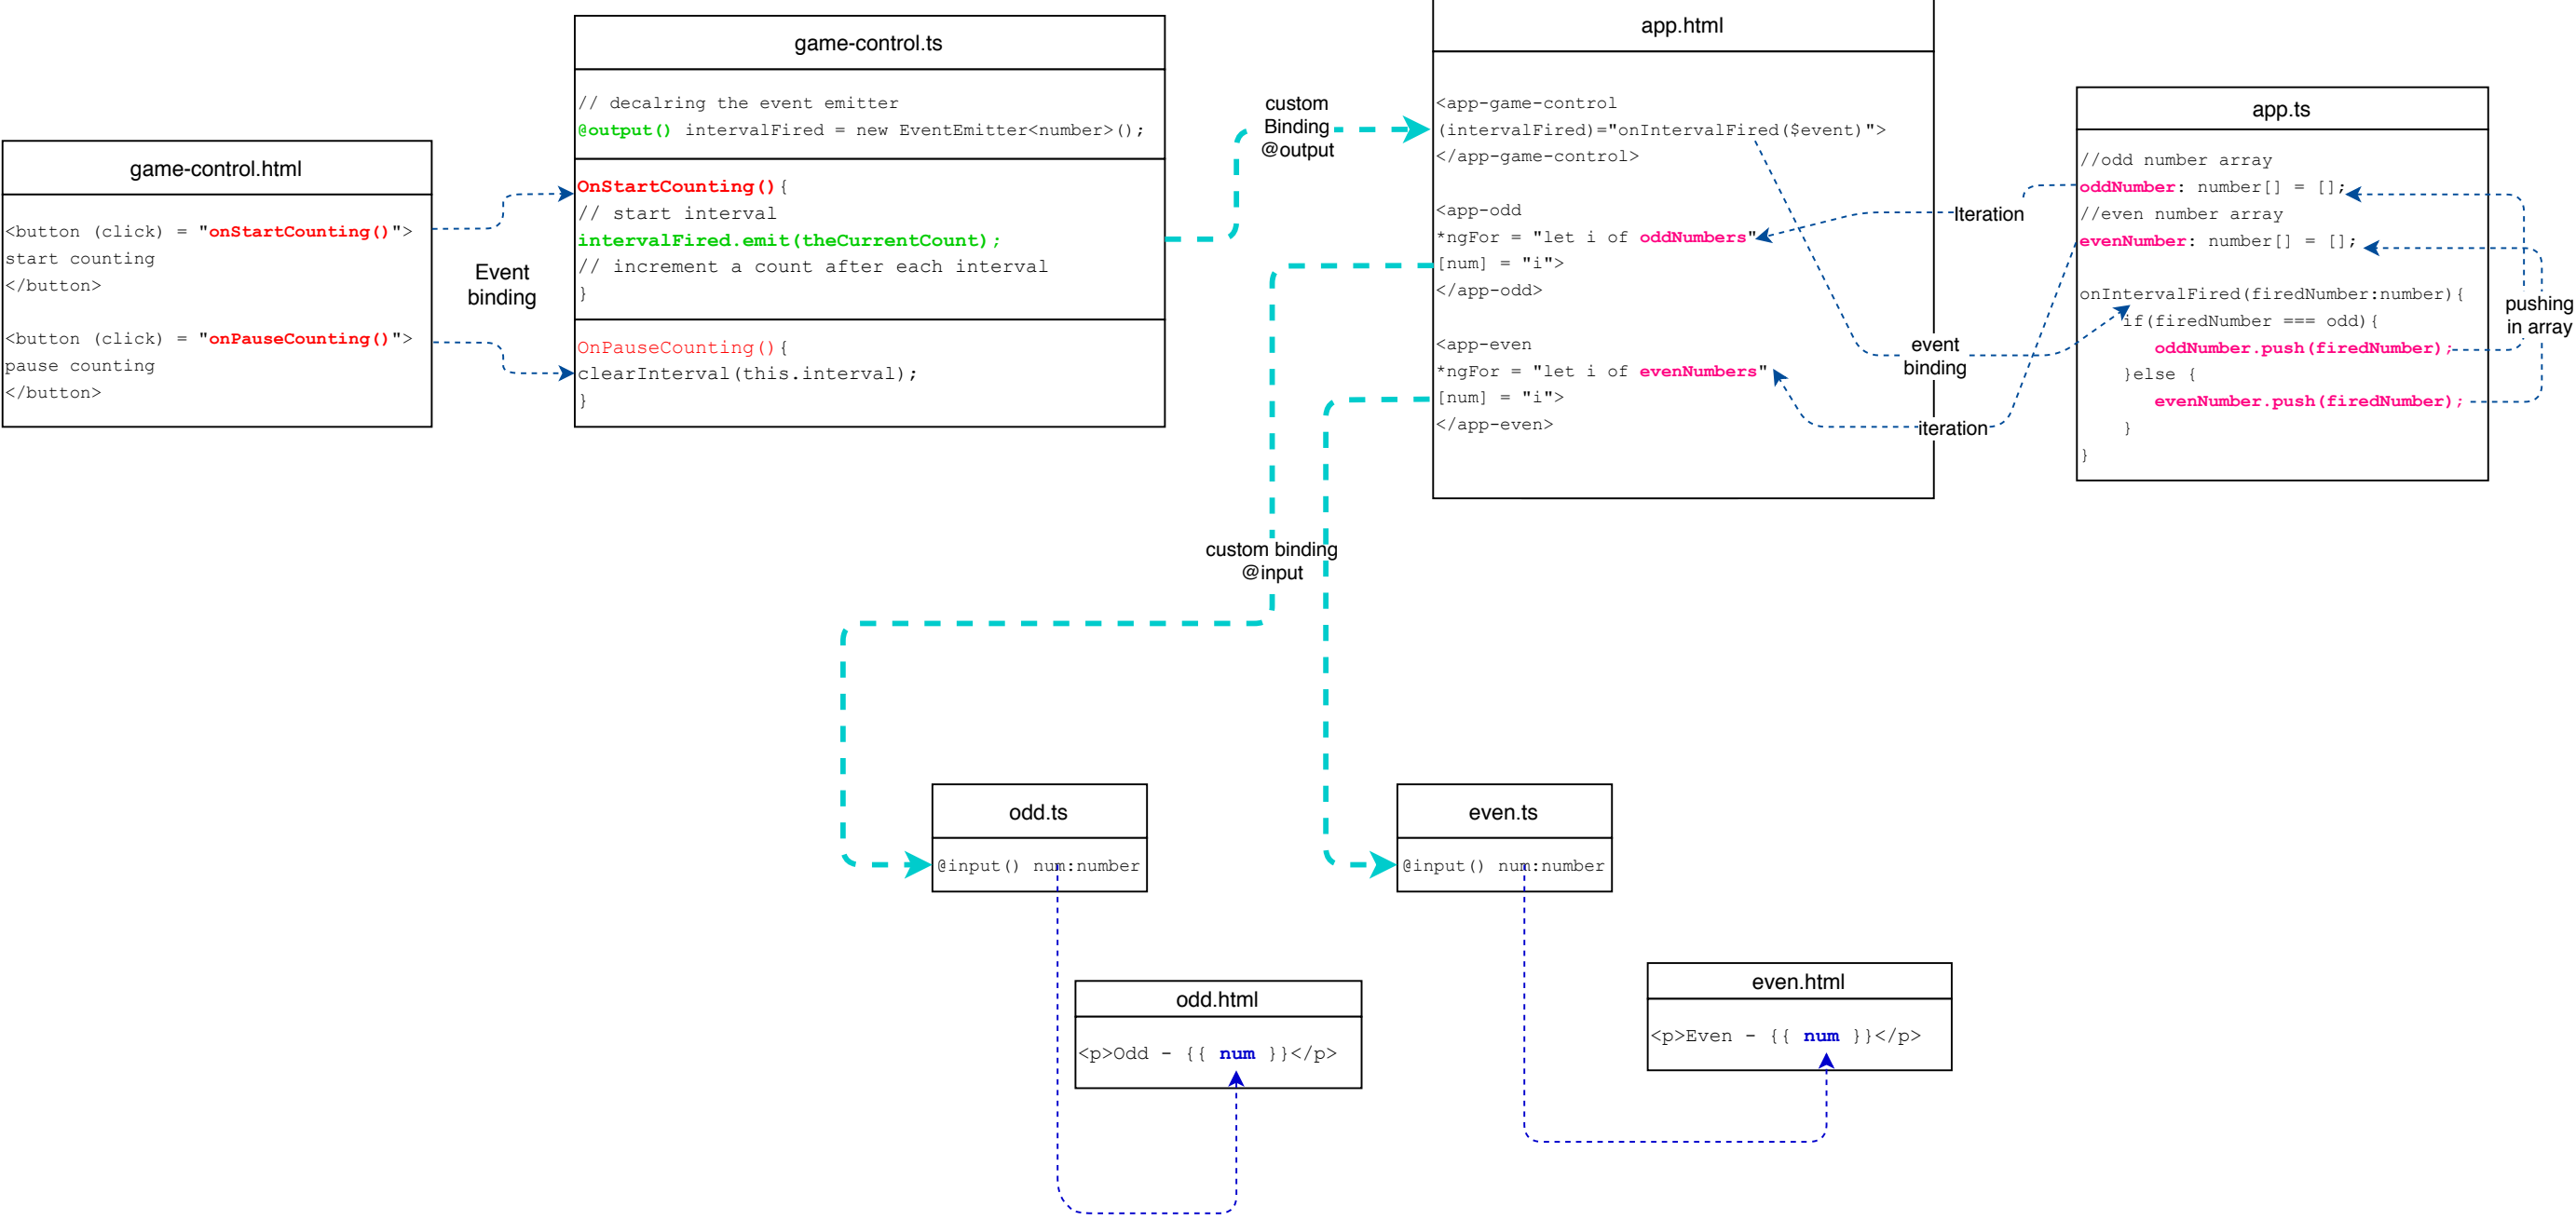 game-control.html
<button (click) = "onStartCounting()">
start counting
</button>
<button (click) = "onPauseCounting()">
pause counting
</button>
Event
binding
game-control.ts
// decalring the event emitter
@output() intervalFired = new EventEmitter<number>();
OnStartCounting(){
// start interval
intervalFired.emit(theCurrentCount);
// increment a count after each interval
}
OnPauseCounting(){
clearInterval(this.interval);
}
custom
Binding
@output
app.html
<app-game-control
(intervalFired)="onIntervalFired($event)">
</app-game-control>
<app-odd
*ngFor = "let i of oddNumbers"
[num] = "i">
</app-odd>
<app-even
*ngFor = "let i of evenNumbers"
[num] = "i">
</app-even>
Iteration
event
binding
iteration
app.ts
//odd number array
oddNumber: number[] = [];
//even number array
evenNumber: number[] = [];
onIntervalFired(firedNumber:number){
if(firedNumber === odd){
oddNumber.push(firedNumber);
}else {
evenNumber.push(firedNumber);
}
}
pushing
in array
custom binding
@input
odd.ts
@input() num:number
even.ts
@input() num:number
odd.html
<p>Odd - {{ num }}</p>
even.html
<p>Even - {{ num }}</p>